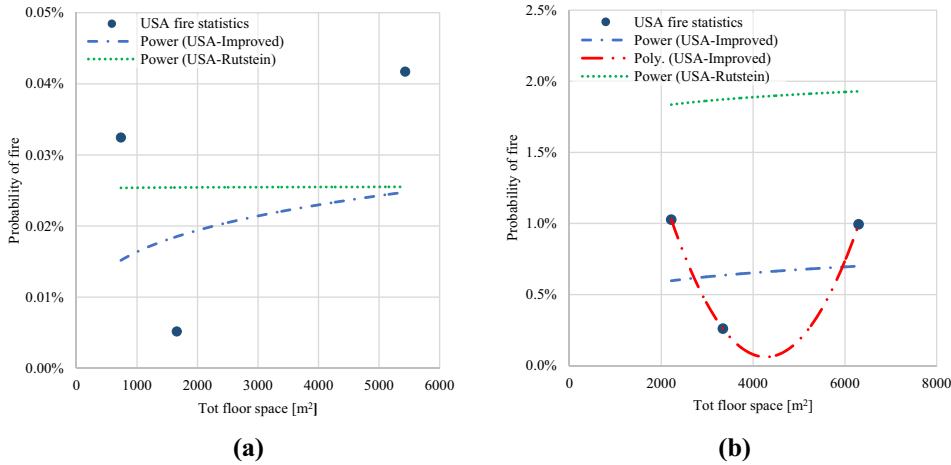 USA fire statistics
Power (USA-Improved)
Power (USA-Rutstein)
0.05%
0.04%
0.03%
0.02%
0.01%
0.00%
Probability of fire
0 1000 2000 3000 4000 5000 6000
Tot floor space [m²]
(a)
USA fire statistics
Power (USA-Improved)
Poly. (USA-Improved)
Power (USA-Rutstein)
2.5%
2.0%
1.5%
1.0%
0.5%
0.0%
Probability of fire
0 2000 4000 6000 8000
Tot floor space [m²]
(b)